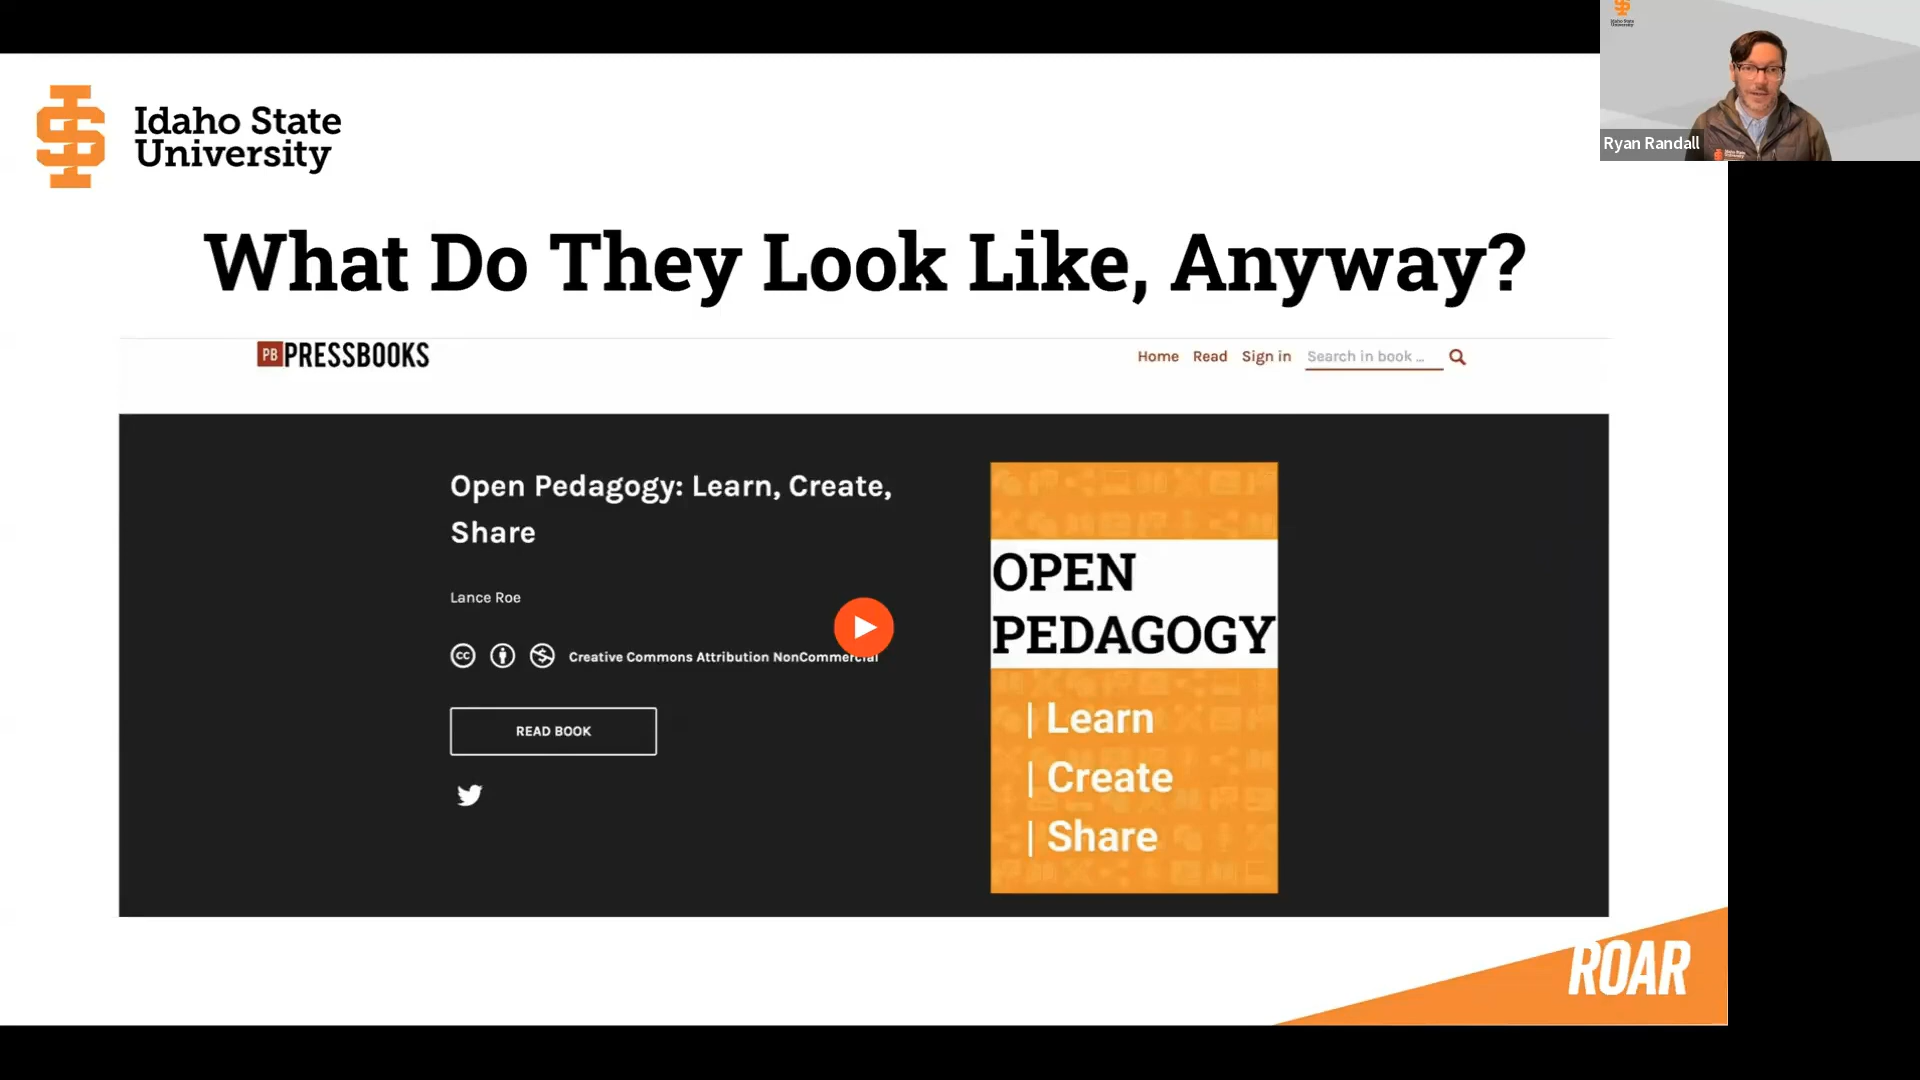 Idaho State
University
Ryan Randall
What Do They Look Like, Anyway?
PB PRESSBOOKS
Home Read Sign in Search in book ...
Open Pedagogy: Learn, Create,
Share
Lance Roe
Creative Commons Attribution NonCommercial
READ BOOK
OPEN
PEDAGOGY
| Learn
| Create
| Share
ROAR